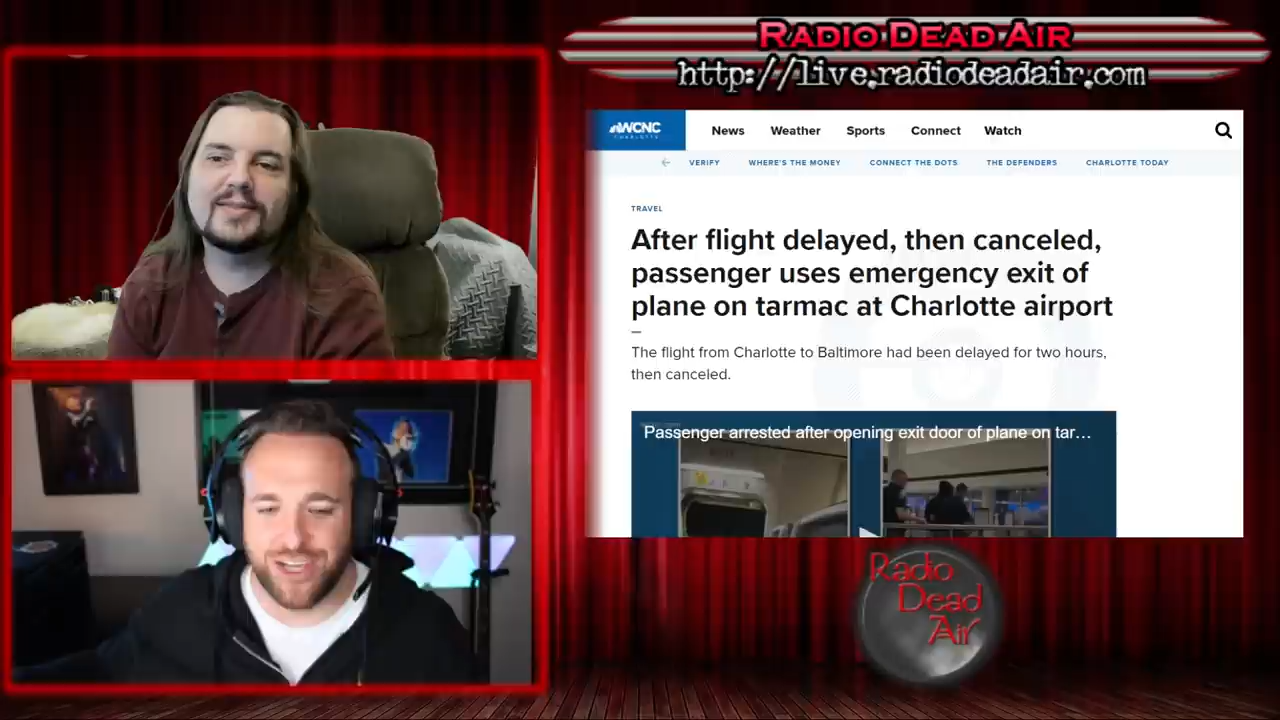 RADIO DEAD AIR
http://live.radiodeadair.com
WCNC
CHARLOTTE
News Weather Sports Connect Watch
VERIFY WHERE'S THE MONEY CONNECT THE DOTS THE DEFENDERS CHARLOTTE TODAY
TRAVEL
After flight delayed, then canceled,
passenger uses emergency exit of
plane on tarmac at Charlotte airport
The flight from Charlotte to Baltimore had been delayed for two hours,
then canceled.
Passenger arrested after opening exit door of plane on tar…
Radio
Dead
Air